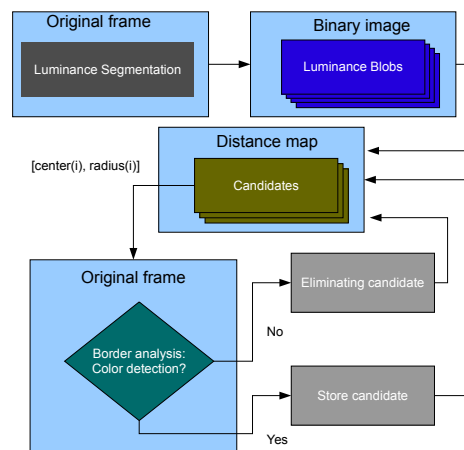 Original frame
Luminance Segmentation
Binary image
Luminance Blobs
Distance map
[center(i), radius(i)]
Candidates
Original frame
Eliminating candidate
No
Border analysis:
Color detection?
Store candidate
Yes